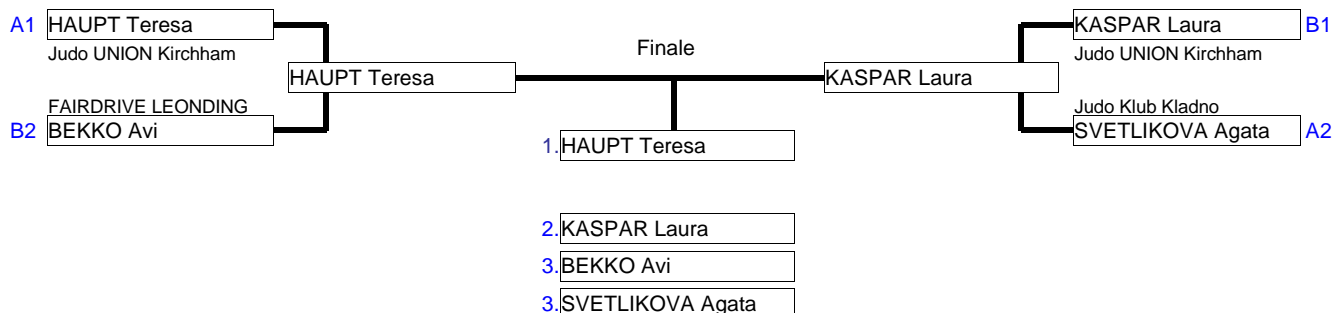 A1 HAUPT Teresa
Judo UNION Kirchham
KASPAR Laura B1
Judo UNION Kirchham
Finale
HAUPT Teresa
KASPAR Laura
FAIRDRIVE LEONDING
B2 BEKKO Avi
Judo Klub Kladno
SVETLIKOVA Agata A2
1. HAUPT Teresa
2. KASPAR Laura
3. BEKKO Avi
3. SVETLIKOVA Agata